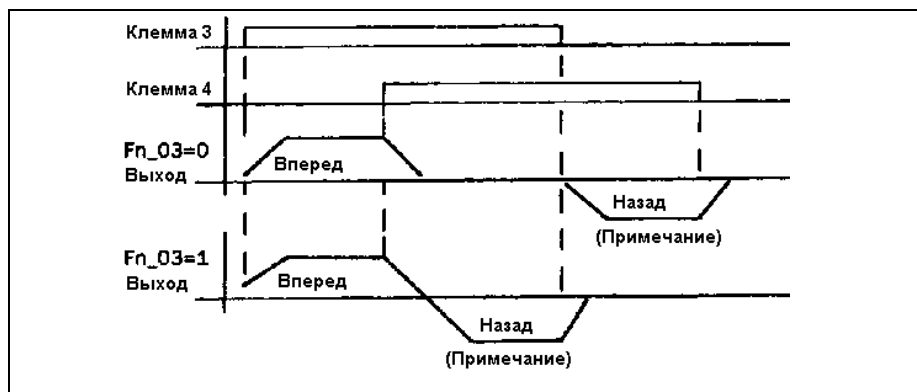 Клемма 3
Клемма 4
Fn_03=0
Выход
Вперед
Назад
(Примечание)
Fn_03=1
Выход
Вперед
Назад
(Примечание)